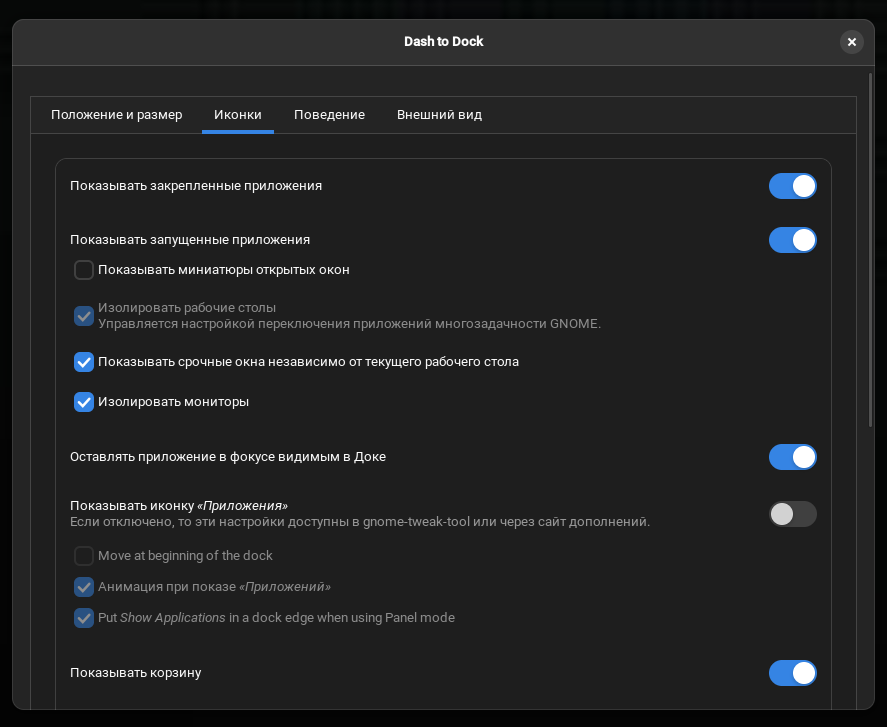 Dash to Dock
Положение и размер
Иконки
Поведение
Внешний вид
Показывать закрепленные приложения
Показывать запущенные приложения
Показывать миниатюры открытых окон
Изолировать рабочие столы
Управляется настройкой переключения приложений многозадачности GNOME.
Показывать срочные окна независимо от текущего рабочего стола
Изолировать мониторы
Оставлять приложение в фокусе видимым в Доке
Показывать иконку «Приложения»
Если отключено, то эти настройки доступны в gnome-tweak-tool или через сайт дополнений.
Move at beginning of the dock
Анимация при показе «Приложений»
Put Show Applications in a dock edge when using Panel mode
Показывать корзину